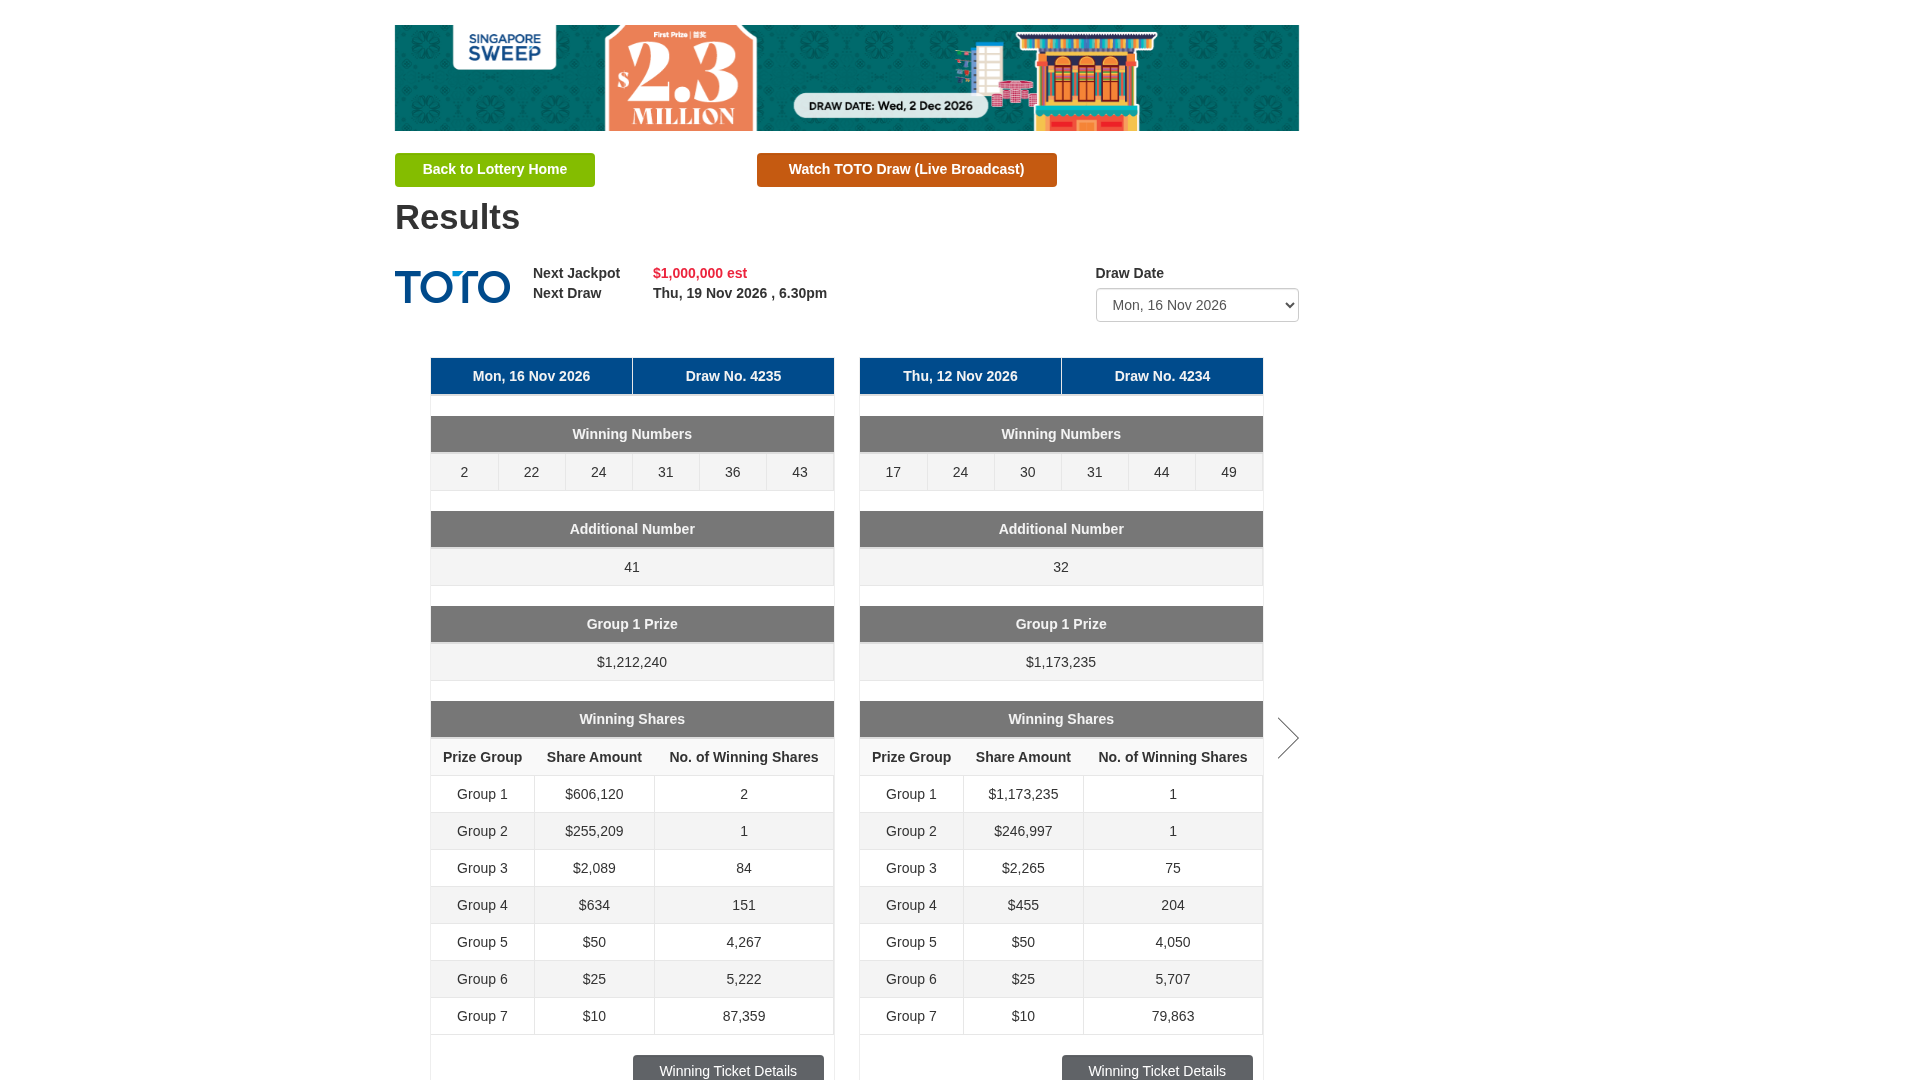 SINGAPORE
SWEEP
First Prize | 首奖
$2.3
MILLION
DRAW DATE: Wed, 2 Dec 2026
Back to Lottery Home
Watch TOTO Draw (Live Broadcast)
Results
TOTO
Next Jackpot $1,000,000 est
Next Draw Thu, 19 Nov 2026 , 6.30pm
Draw Date
Mon, 16 Nov 2026
Mon, 16 Nov 2026 Draw No. 4235
Winning Numbers
2 22 24 31 36 43
Additional Number
41
Group 1 Prize
$1,212,240
Winning Shares
Prize Group Share Amount No. of Winning Shares
Group 1 $606,120 2
Group 2 $255,209 1
Group 3 $2,089 84
Group 4 $634 151
Group 5 $50 4,267
Group 6 $25 5,222
Group 7 $10 87,359
Winning Ticket Details
Thu, 12 Nov 2026 Draw No. 4234
Winning Numbers
17 24 30 31 44 49
Additional Number
32
Group 1 Prize
$1,173,235
Winning Shares
Prize Group Share Amount No. of Winning Shares
Group 1 $1,173,235 1
Group 2 $246,997 1
Group 3 $2,265 75
Group 4 $455 204
Group 5 $50 4,050
Group 6 $25 5,707
Group 7 $10 79,863
Winning Ticket Details